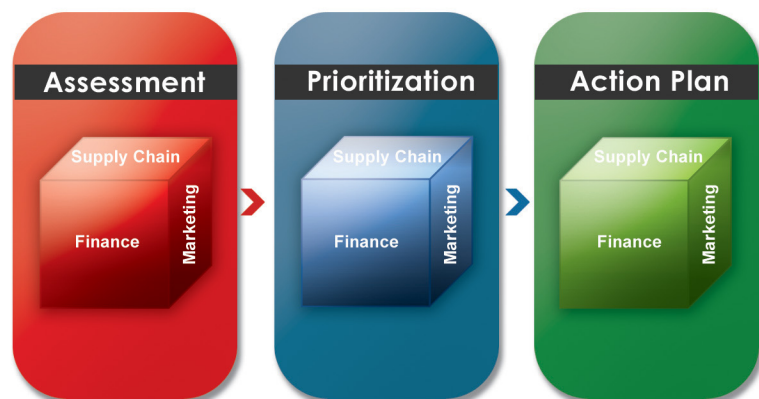 Assessment
Supply Chain
Finance
Marketing
Prioritization
Supply Chain
Finance
Marketing
Action Plan
Supply Chain
Finance
Marketing